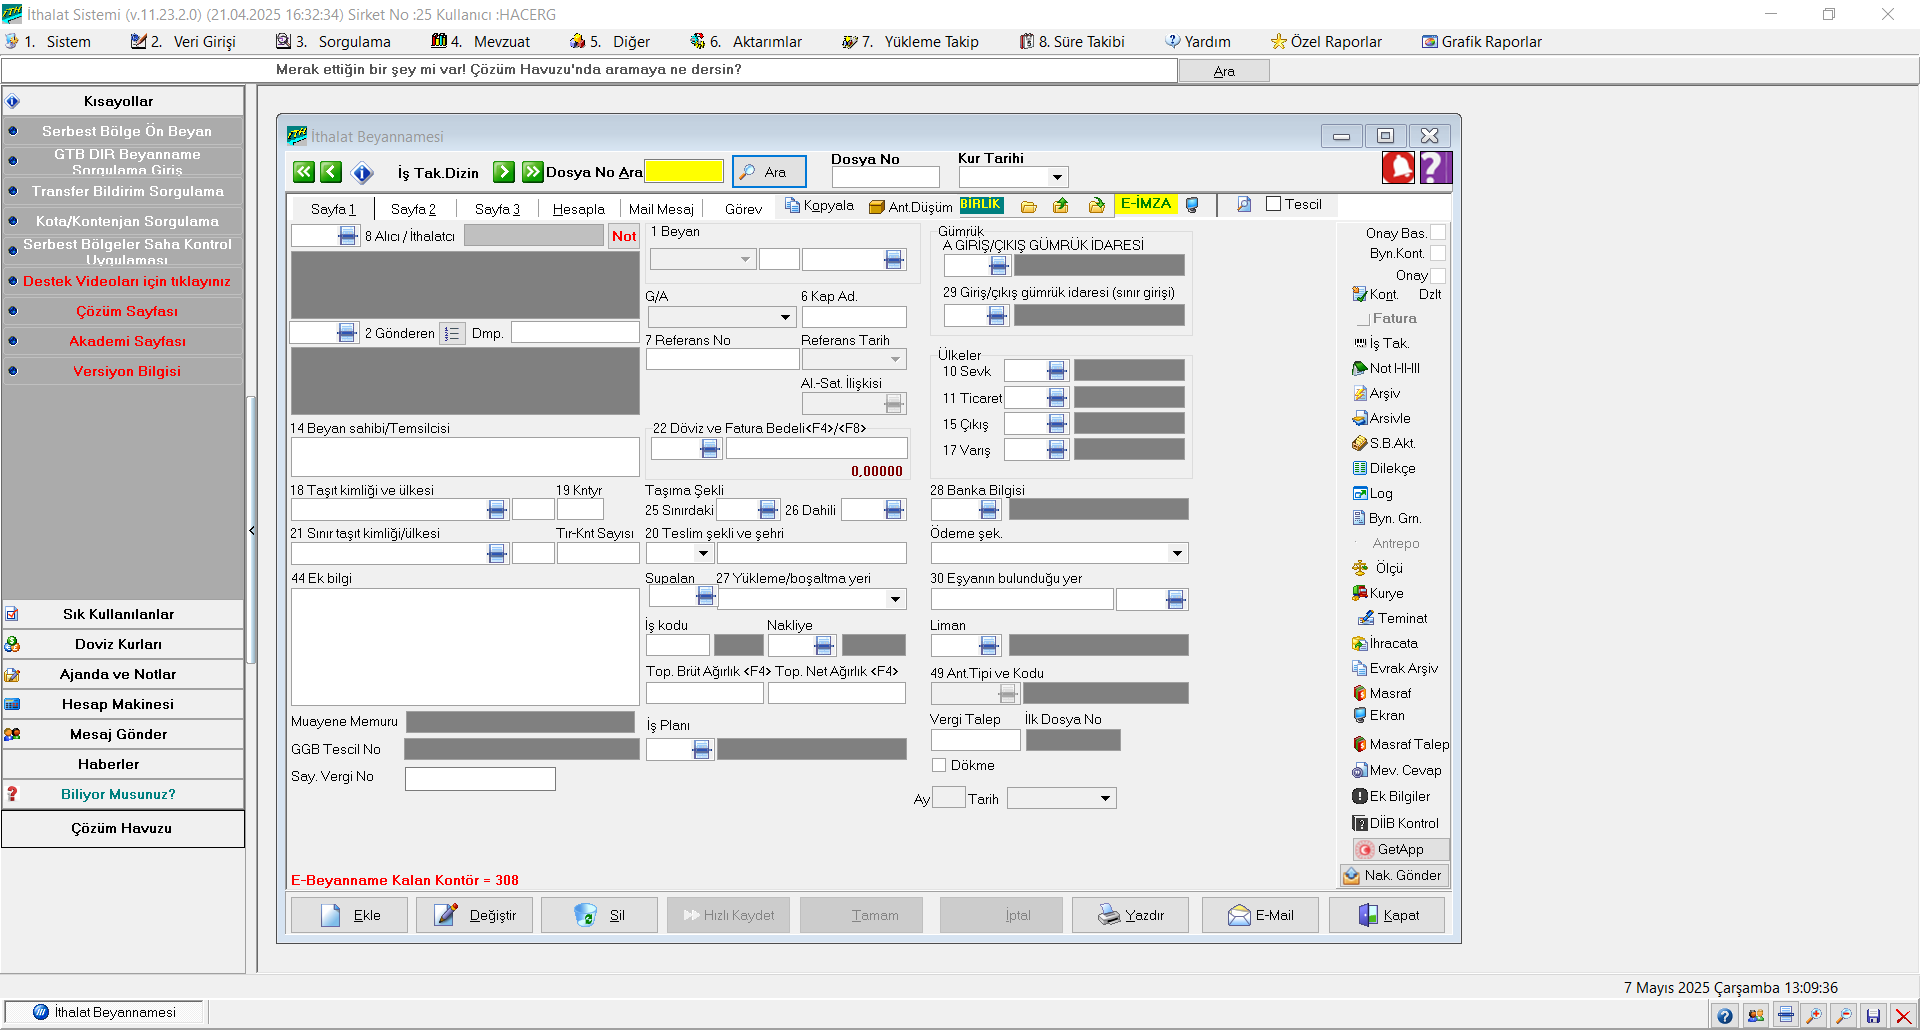 İthalat Sistemi (v.11.23.2.0) (21.04.2025 16:32:34) Sirket No :25 Kullanıcı :HACERG
1. Sistem 2. Veri Girişi 3. Sorgulama 4. Mevzuat 5. Diğer 6. Aktarımlar 7. Yükleme Takip 8. Süre Takibi Yardım Özel Raporlar Grafik Raporlar
Merak ettiğin bir şey mi var! Çözüm Havuzu'nda aramaya ne dersin? Ara
Kısayollar
Serbest Bölge Ön Beyan
GTB DIR Beyanname
Sorgulama Giriş
Transfer Bildirim Sorgulama
Kota/Kontenjan Sorgulama
Serbest Bölgeler Saha Kontrol
Uygulaması
Destek Videoları için tıklayınız
Çözüm Sayfası
Akademi Sayfası
Versiyon Bilgisi
Sık Kullanılanlar
Doviz Kurları
Ajanda ve Notlar
Hesap Makinesi
Mesaj Gönder
Haberler
Biliyor Musunuz?
Çözüm Havuzu
İthalat Beyannamesi
İş Tak.Dizin Dosya No Ara Ara Dosya No Kur Tarihi
Sayfa 1 Sayfa 2 Sayfa 3 Hesapla Mail Mesaj Görev Kopyala Ant.Düşüm BİRLİK E-İMZA Tescil
8 Alıcı / İthalatcı Not
2 Gönderen Dmp.
14 Beyan sahibi/Temsilcisi
18 Taşıt kimliği ve ülkesi 19 Kntyr
21 Sınır taşıt kimliği/ülkesi Tır-Knt Sayısı
44 Ek bilgi
Muayene Memuru
GGB Tescil No
Say. Vergi No
1 Beyan
G/A 6 Kap Ad.
7 Referans No Referans Tarih
Al.-Sat. İlişkisi
22 Döviz ve Fatura Bedeli<F4>/<F8>
0,00000
Taşıma Şekli
25 Sınırdaki 26 Dahili
20 Teslim şekli ve şehri
Supalan 27 Yükleme/boşaltma yeri
İş kodu Nakliye
Top. Brüt Ağırlık <F4> Top. Net Ağırlık <F4>
İş Planı
Gümrük
A GİRİŞ/ÇIKIŞ GÜMRÜK İDARESİ
29 Giriş/çıkış gümrük idaresi (sınır girişi)
Ülkeler
10 Sevk
11 Ticaret
15 Çıkış
17 Varış
28 Banka Bilgisi
Ödeme şek.
30 Eşyanın bulunduğu yer
Liman
49 Ant.Tipi ve Kodu
Vergi Talep İlk Dosya No
Dökme
Ay Tarih
Onay Bas.
Byn.Kont.
Onay
Kont. Dzlt
Fatura
İş Tak.
Not I-II-III
Arşiv
Arsivle
S.B.Akt.
Dilekçe
Log
Byn. Grn.
Antrepo
Ölçü
Kurye
Teminat
İhracata
Evrak Arşiv
Masraf
Ekran
Masraf Talep
Mev. Cevap
Ek Bilgiler
DİİB Kontrol
GetApp
Nak. Gönder
E-Beyanname Kalan Kontör = 308
Ekle Değiştir Sil Hızlı Kaydet Tamam İptal Yazdır E-Mail Kapat
7 Mayıs 2025 Çarşamba 13:09:36
İthalat Beyannamesi